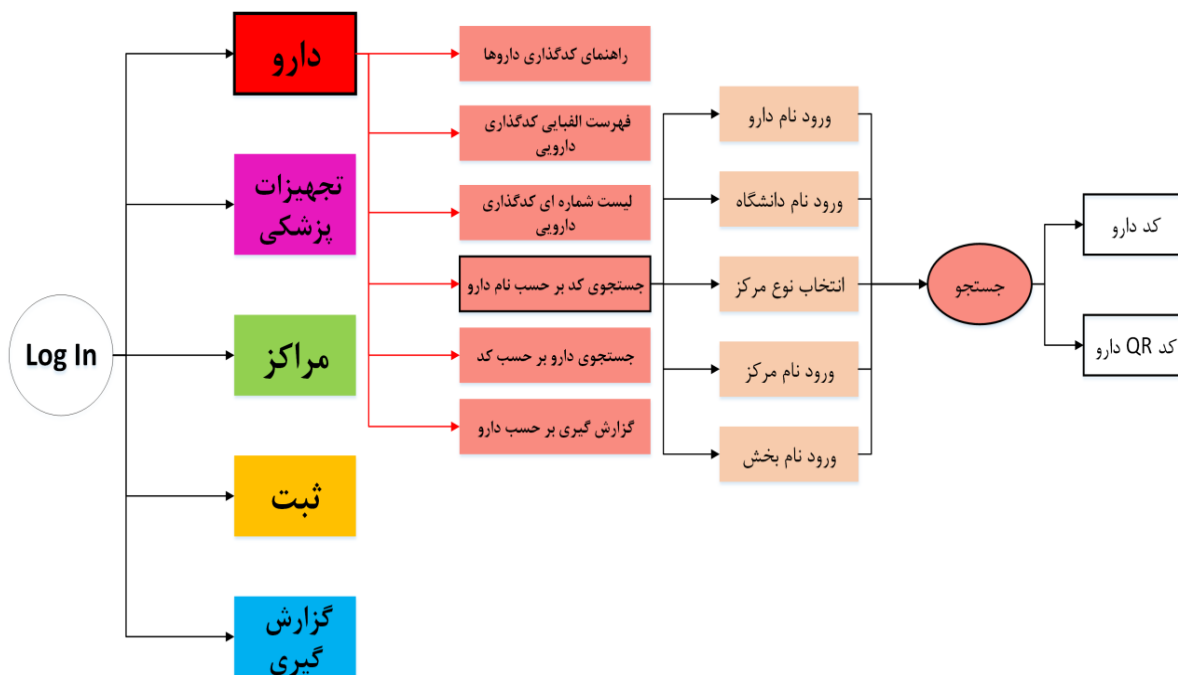 Log In
دارو
تجهیزات
پزشکی
مراکز
ثبت
گزارش
گیری
راهنمای کدگذاری داروها
فهرست الفبایی کدگذاری
دارویی
لیست شماره ای کدگذاری
دارویی
جستجوی کد بر حسب نام دارو
جستجوی دارو بر حسب کد
گزارش گیری بر حسب دارو
ورود نام دارو
ورود نام دانشگاه
انتخاب نوع مرکز
ورود نام مرکز
ورود نام بخش
جستجو
کد دارو
کد QR دارو